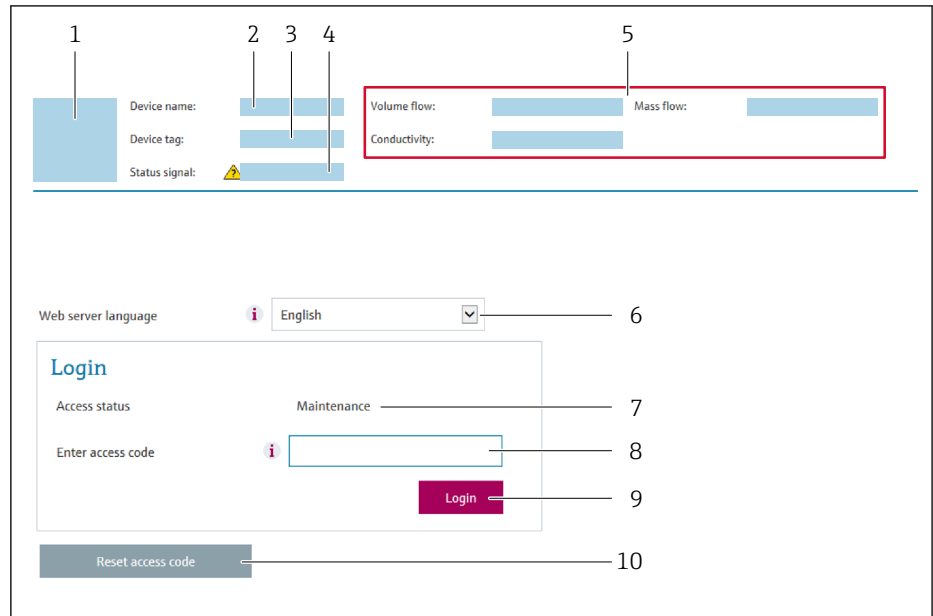 1 2 3 4 5
Device name: Volume flow: Mass flow:
Device tag: Conductivity:
Status signal: ?
Web server language i English 6
Login
Access status Maintenance 7
Enter access code i 8
Login 9
Reset access code 10